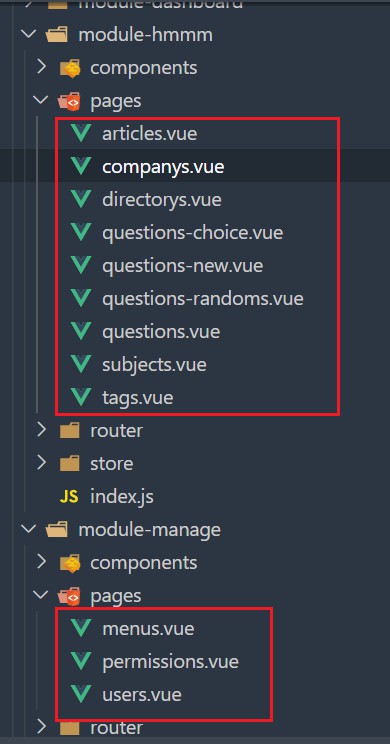 module-dashboard
module-hmmm
components
pages
articles.vue
companys.vue
directorys.vue
questions-choice.vue
questions-new.vue
questions-randoms.vue
questions.vue
subjects.vue
tags.vue
router
store
JS index.js
module-manage
components
pages
menus.vue
permissions.vue
users.vue
router